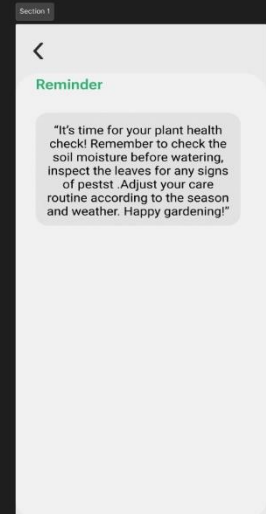 Section 1
Reminder
“It's time for your plant health
check! Remember to check the
soil moisture before watering,
inspect the leaves for any signs
of pestst .Adjust your care
routine according to the season
and weather. Happy gardening!”